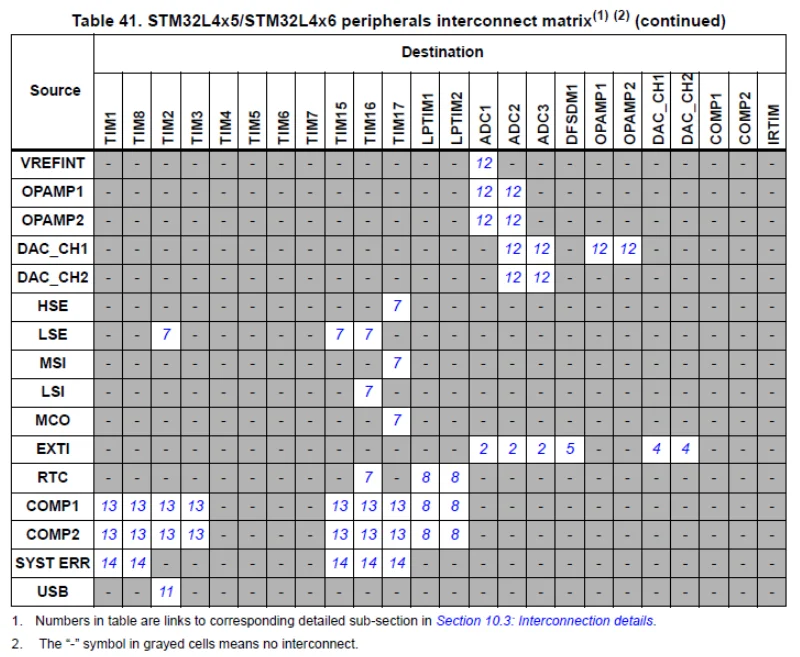 Table 41. STM32L4x5/STM32L4x6 peripherals interconnect matrix(1) (2) (continued)
Destination
Source TIM1 TIM8 TIM2 TIM3 TIM4 TIM5 TIM6 TIM7 TIM15 TIM16 TIM17 LPTIM1 LPTIM2 ADC1 ADC2 ADC3 DFSDM1 OPAMP1 OPAMP2 DAC_CH1 DAC_CH2 COMP1 COMP2 IRTIM
VREFINT - - - - - - - - - - - - - 12 - - - - - - - - - -
OPAMP1 - - - - - - - - - - - - - 12 12 - - - - - - - - -
OPAMP2 - - - - - - - - - - - - - 12 12 - - - - - - - - -
DAC_CH1 - - - - - - - - - - - - - - 12 12 - 12 12 - - - - -
DAC_CH2 - - - - - - - - - - - - - - 12 12 - - - - - - - -
HSE - - - - - - - - - - 7 - - - - - - - - - - - - -
LSE - - 7 - - - - - 7 7 - - - - - - - - - - - - - -
MSI - - - - - - - - - - 7 - - - - - - - - - - - - -
LSI - - - - - - - - - 7 - - - - - - - - - - - - - -
MCO - - - - - - - - - - 7 - - - - - - - - - - - - -
EXTI - - - - - - - - - - - - - 2 2 2 5 - - 4 4 - - -
RTC - - - - - - - - - 7 - 8 8 - - - - - - - - - - -
COMP1 13 13 13 13 - - - - 13 13 13 8 8 - - - - - - - - - - -
COMP2 13 13 13 13 - - - - 13 13 13 8 8 - - - - - - - - - - -
SYST ERR 14 14 - - - - - - 14 14 14 - - - - - - - - - - - - -
USB - - 11 - - - - - - - - - - - - - - - - - - - - -
1. Numbers in table are links to corresponding detailed sub-section in Section 10.3: Interconnection details.
2. The “-” symbol in grayed cells means no interconnect.